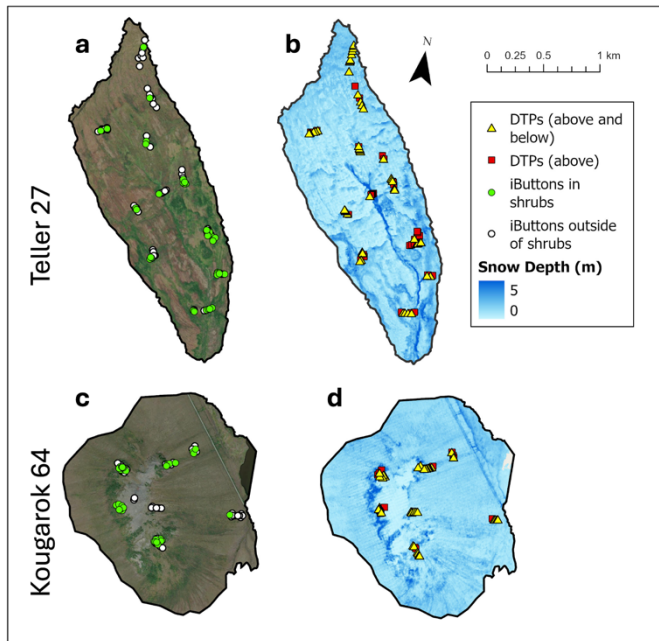 a
b
N
0 0.25 0.5 1 km
DTPs (above and
below)
DTPs (above)
iButtons in
shrubs
iButtons outside
of shrubs
Snow Depth (m)
5
0
Teller 27
c
d
Kougarok 64